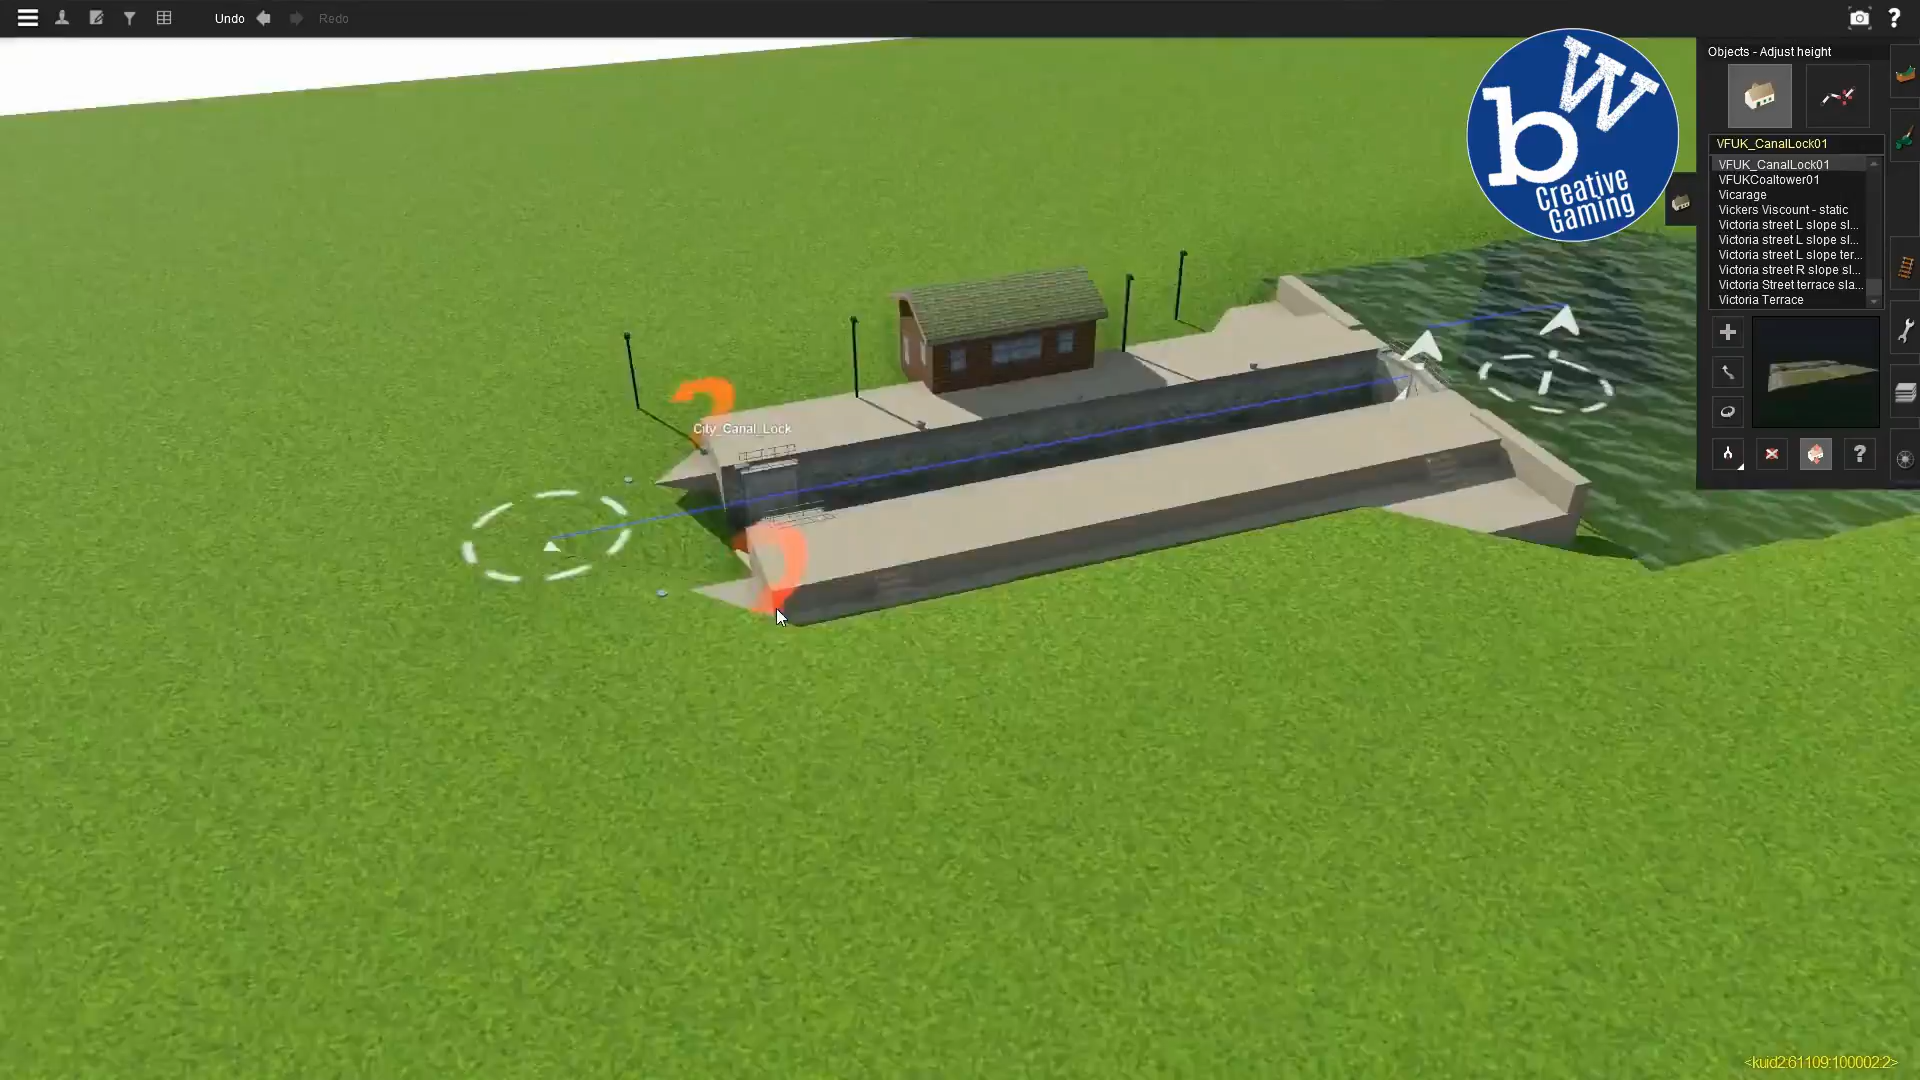 Undo
Redo
?
Objects - Adjust height
VFUK_CanalLock01
VFUK_CanalLock01
VFUKCoaltower01
Vicarage
Vickers Viscount - static
Victoria street L slope sl...
Victoria street L slope sl...
Victoria street L slope ter...
Victoria street R slope sl...
Victoria Street terrace sla...
Victoria Terrace
?
bW
Creative
Gaming
?
City_Canal_Lock
<kuid2:61109:100002:2>